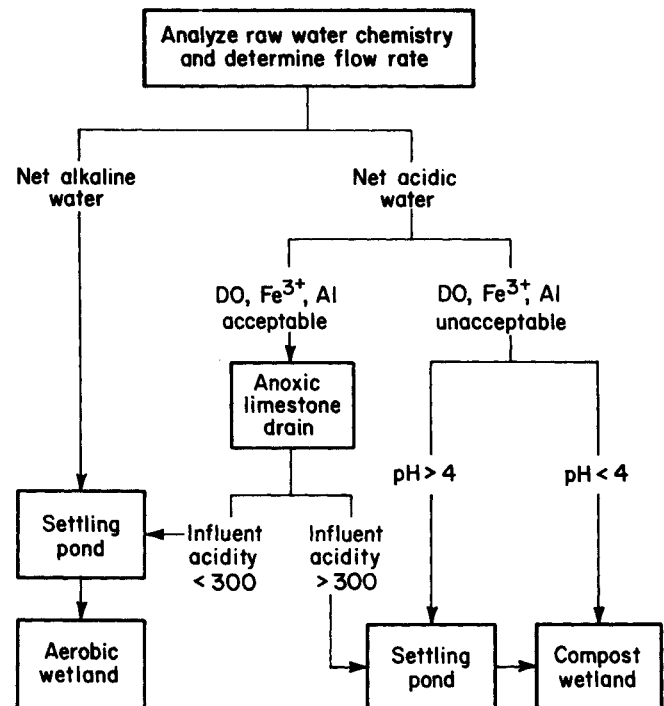 Analyze raw water chemistry
and determine flow rate
Net alkaline
water
Net acidic
water
DO, Fe³⁺, Al
acceptable
DO, Fe³⁺, Al
unacceptable
Anoxic
limestone
drain
pH > 4
pH < 4
Settling
pond
Influent
acidity
< 300
Influent
acidity
> 300
Aerobic
wetland
Settling
pond
Compost
wetland